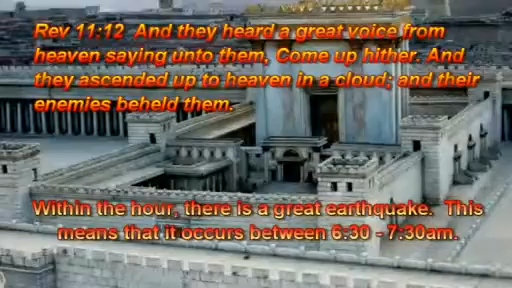 Rev 11:12  And they heard a great voice from
heaven saying unto them, Come up hither. And
they ascended up to heaven in a cloud; and their
enemies beheld them.
Within the hour, there is a great earthquake.  This
means that it occurs between 6:30 - 7:30am.